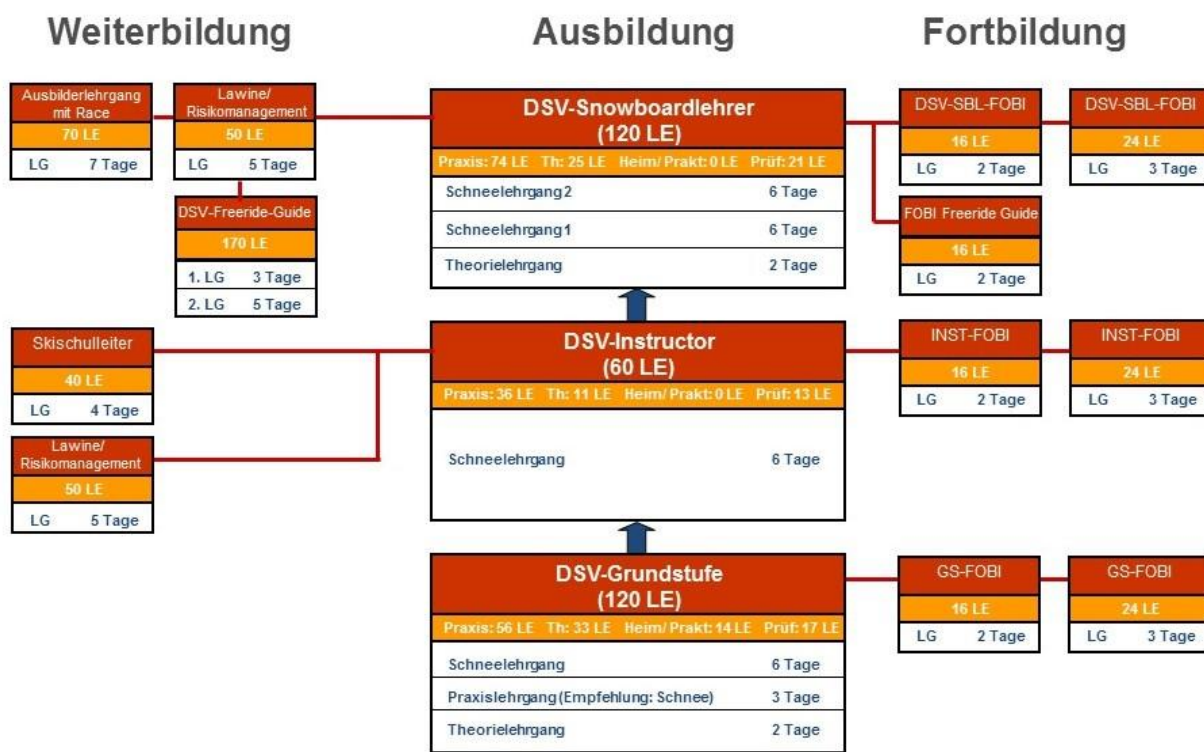 Weiterbildung
Ausbildung
Fortbildung
Ausbilderlehrgang
mit Race
70 LE
LG 7 Tage
Lawine/
Risikomanagement
50 LE
LG 5 Tage
DSV-Freeride-Guide
170 LE
1. LG 3 Tage
2. LG 5 Tage
DSV-Snowboardlehrer
(120 LE)
Praxis: 74 LE Th: 25 LE Heim/ Prakt: 0 LE Prüf: 21 LE
Schneelehrgang 2 6 Tage
Schneelehrgang 1 6 Tage
Theorielehrgang 2 Tage
DSV-SBL-FOBI
16 LE
LG 2 Tage
DSV-SBL-FOBI
24 LE
LG 3 Tage
FOBI Freeride Guide
16 LE
LG 2 Tage
Skischulleiter
40 LE
LG 4 Tage
Lawine/
Risikomanagement
50 LE
LG 5 Tage
DSV-Instructor
(60 LE)
Praxis: 36 LE Th: 11 LE Heim/ Prakt: 0 LE Prüf: 13 LE
Schneelehrgang 6 Tage
INST-FOBI
16 LE
LG 2 Tage
INST-FOBI
24 LE
LG 3 Tage
DSV-Grundstufe
(120 LE)
Praxis: 56 LE Th: 33 LE Heim/ Prakt: 14 LE Prüf: 17 LE
Schneelehrgang 6 Tage
Praxislehrgang (Empfehlung: Schnee) 3 Tage
Theorielehrgang 2 Tage
GS-FOBI
16 LE
LG 2 Tage
GS-FOBI
24 LE
LG 3 Tage